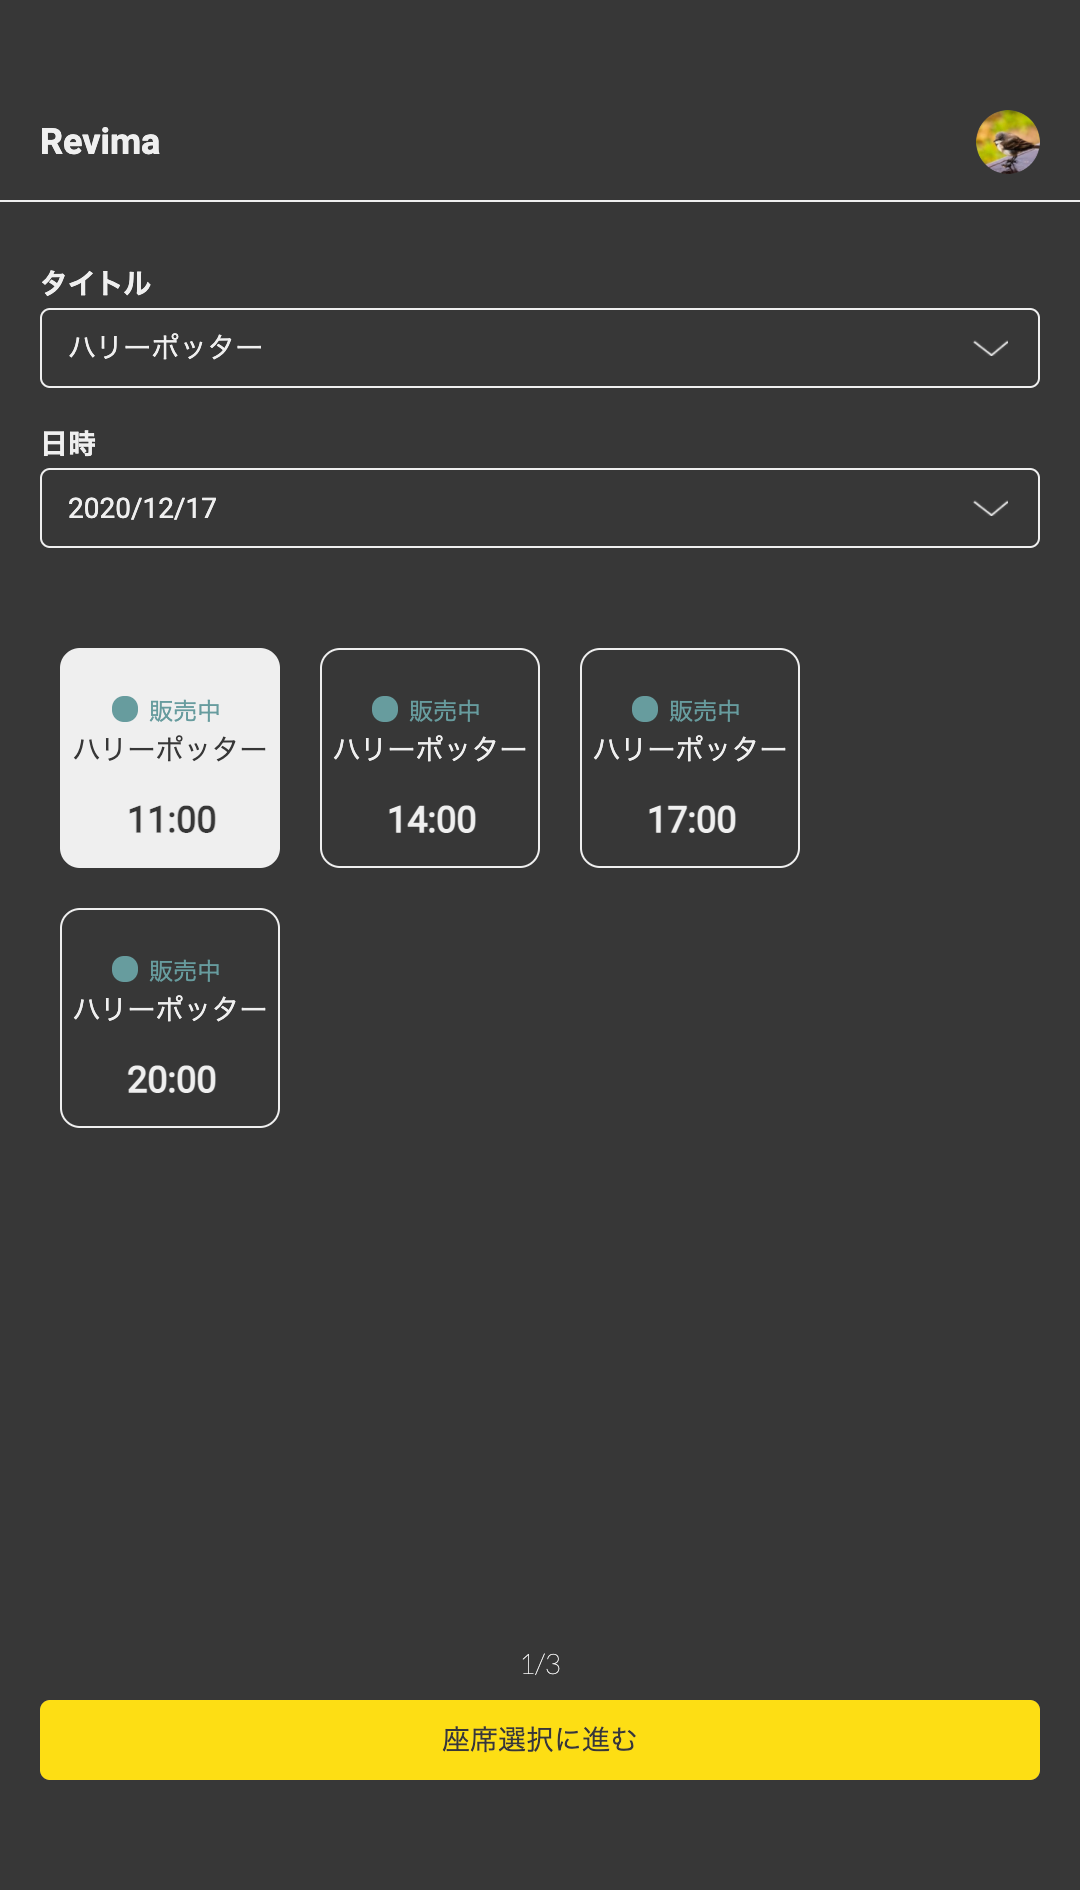 Revima
タイトル
ハリーポッター
日時
2020/12/17
販売中
ハリーポッター
11:00
販売中
ハリーポッター
14:00
販売中
ハリーポッター
17:00
販売中
ハリーポッター
20:00
1/3
座席選択に進む